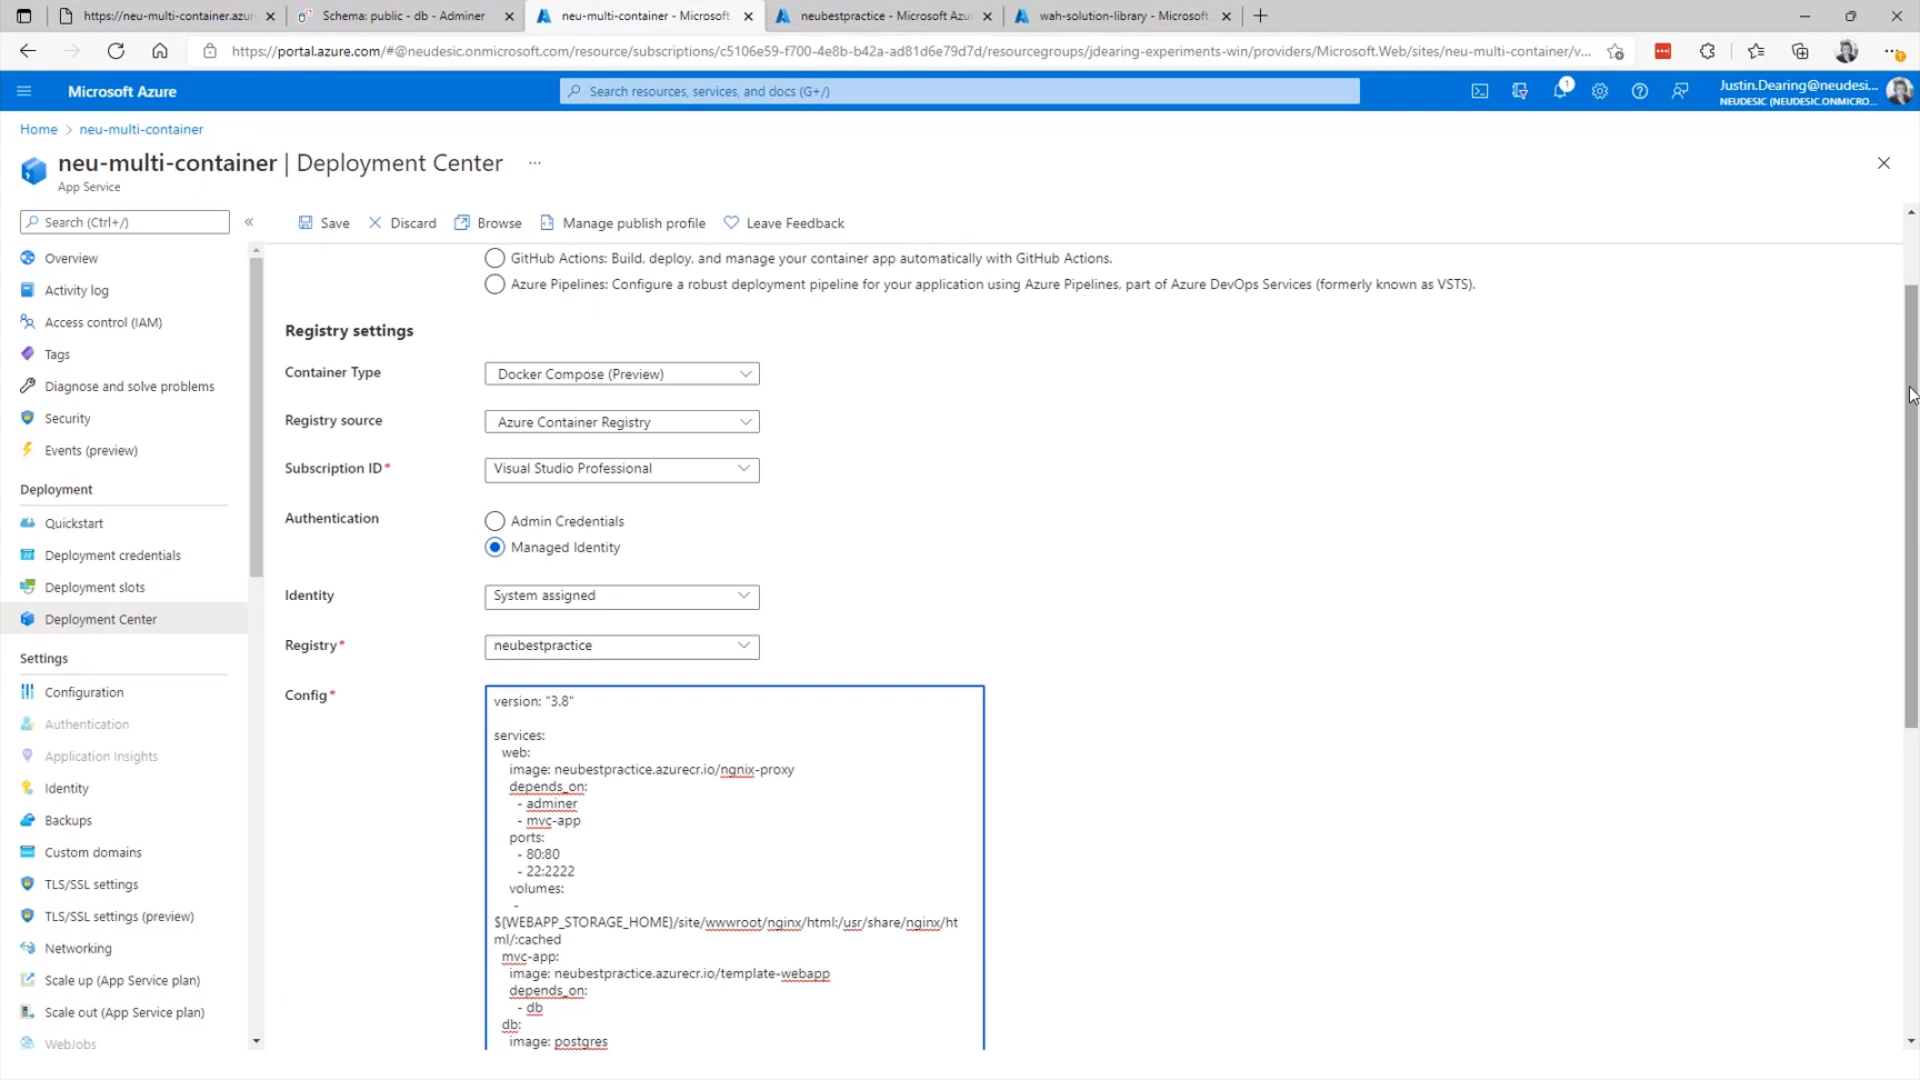 https://neu-multi-container.azur
Schema: public - db - Adminer
neu-multi-container - Microsoft
neubestpractice - Microsoft Azu
wah-solution-library - Microsoft
https://portal.azure.com/#@neudesic.onmicrosoft.com/resource/subscriptions/c5106e59-f700-4e8b-b42a-ad81d6e79d7d/resourcegroups/jdearing-experiments-win/providers/Microsoft.Web/sites/neu-multi-container/v...
Microsoft Azure
Search resources, services, and docs (G+/)
1
Justin.Dearing@neudesi...
NEUDESIC (NEUDESIC.ONMICRO...
Home > neu-multi-container
neu-multi-container | Deployment Center ...
App Service
Search (Ctrl+/)
«
Save
Discard
Browse
Manage publish profile
Leave Feedback
Overview
Activity log
Access control (IAM)
Tags
Diagnose and solve problems
Security
Events (preview)
Deployment
Quickstart
Deployment credentials
Deployment slots
Deployment Center
Settings
Configuration
Authentication
Application Insights
Identity
Backups
Custom domains
TLS/SSL settings
TLS/SSL settings (preview)
Networking
Scale up (App Service plan)
Scale out (App Service plan)
WebJobs
GitHub Actions: Build, deploy, and manage your container app automatically with GitHub Actions.
Azure Pipelines: Configure a robust deployment pipeline for your application using Azure Pipelines, part of Azure DevOps Services (formerly known as VSTS).
Registry settings
Container Type
Docker Compose (Preview)
Registry source
Azure Container Registry
Subscription ID*
Visual Studio Professional
Authentication
Admin Credentials
Managed Identity
Identity
System assigned
Registry*
neubestpractice
Config*
version: "3.8"
services:
web:
image: neubestpractice.azurecr.io/ngnix-proxy
depends_on:
- adminer
- mvc-app
ports:
- 80:80
- 22:2222
volumes:
-
${WEBAPP_STORAGE_HOME}/site/wwwroot/nginx/html:/usr/share/nginx/ht
ml/:cached
mvc-app:
image: neubestpractice.azurecr.io/template-webapp
depends_on:
- db
db:
image: postgres